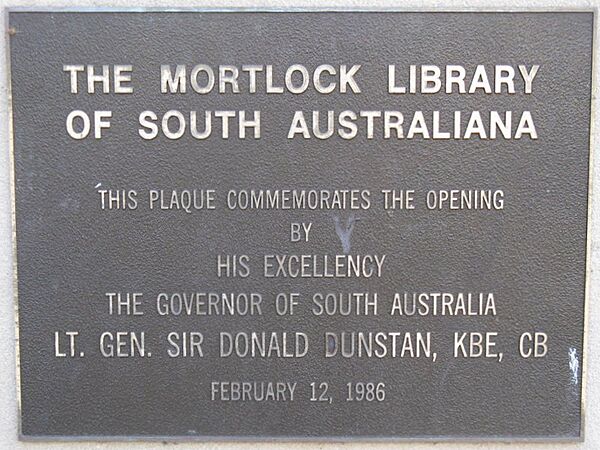 THE MORTLOCK LIBRARY
OF SOUTH AUSTRALIANA
THIS PLAQUE COMMEMORATES THE OPENING
BY
HIS EXCELLENCY
THE GOVERNOR OF SOUTH AUSTRALIA
LT. GEN. SIR DONALD DUNSTAN, KBE, CB
FEBRUARY 12, 1986